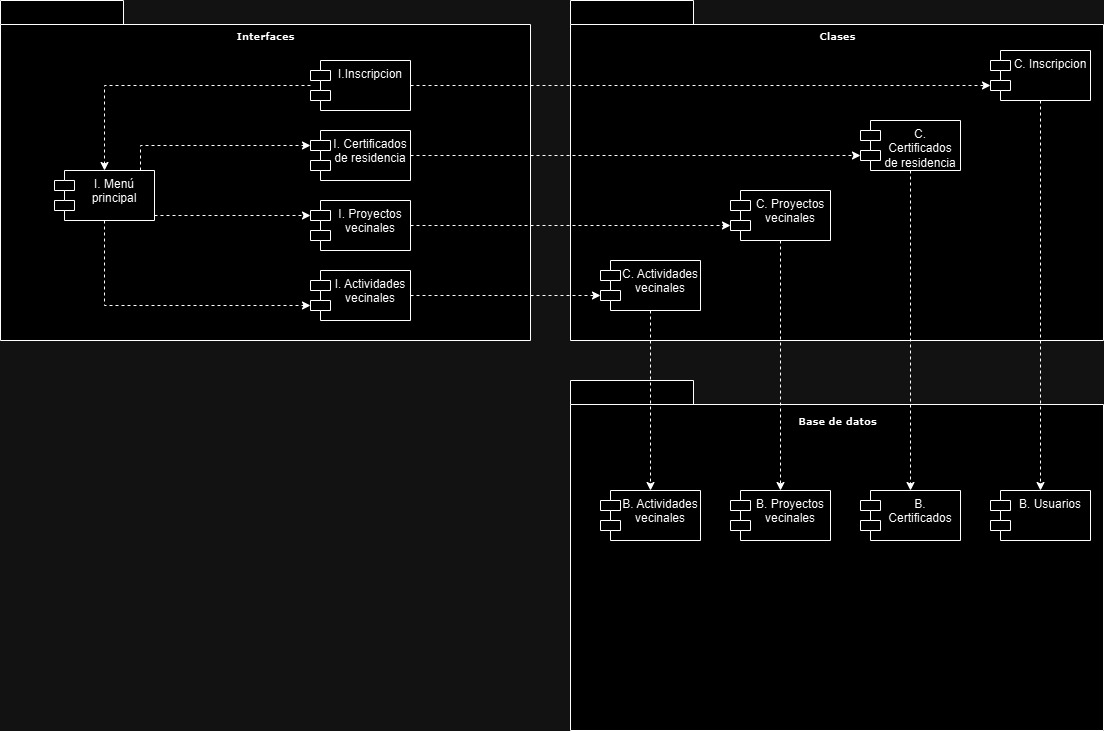 Interfaces
I.Inscripcion
I. Certificados
de residencia
I. Menú
principal
I. Proyectos
vecinales
I. Actividades
vecinales
Clases
C. Inscripcion
C.
Certificados
de residencia
C. Proyectos
vecinales
C. Actividades
vecinales
Base de datos
B. Actividades
vecinales
B. Proyectos
vecinales
B.
Certificados
B. Usuarios